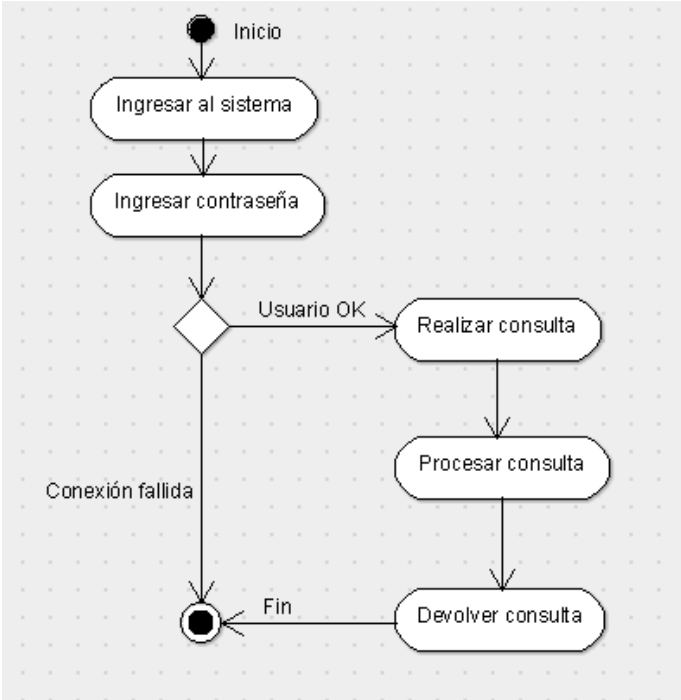 Inicio
Ingresar al sistema
Ingresar contraseña
Usuario OK
Realizar consulta
Procesar consulta
Conexión fallida
Fin
Devolver consulta